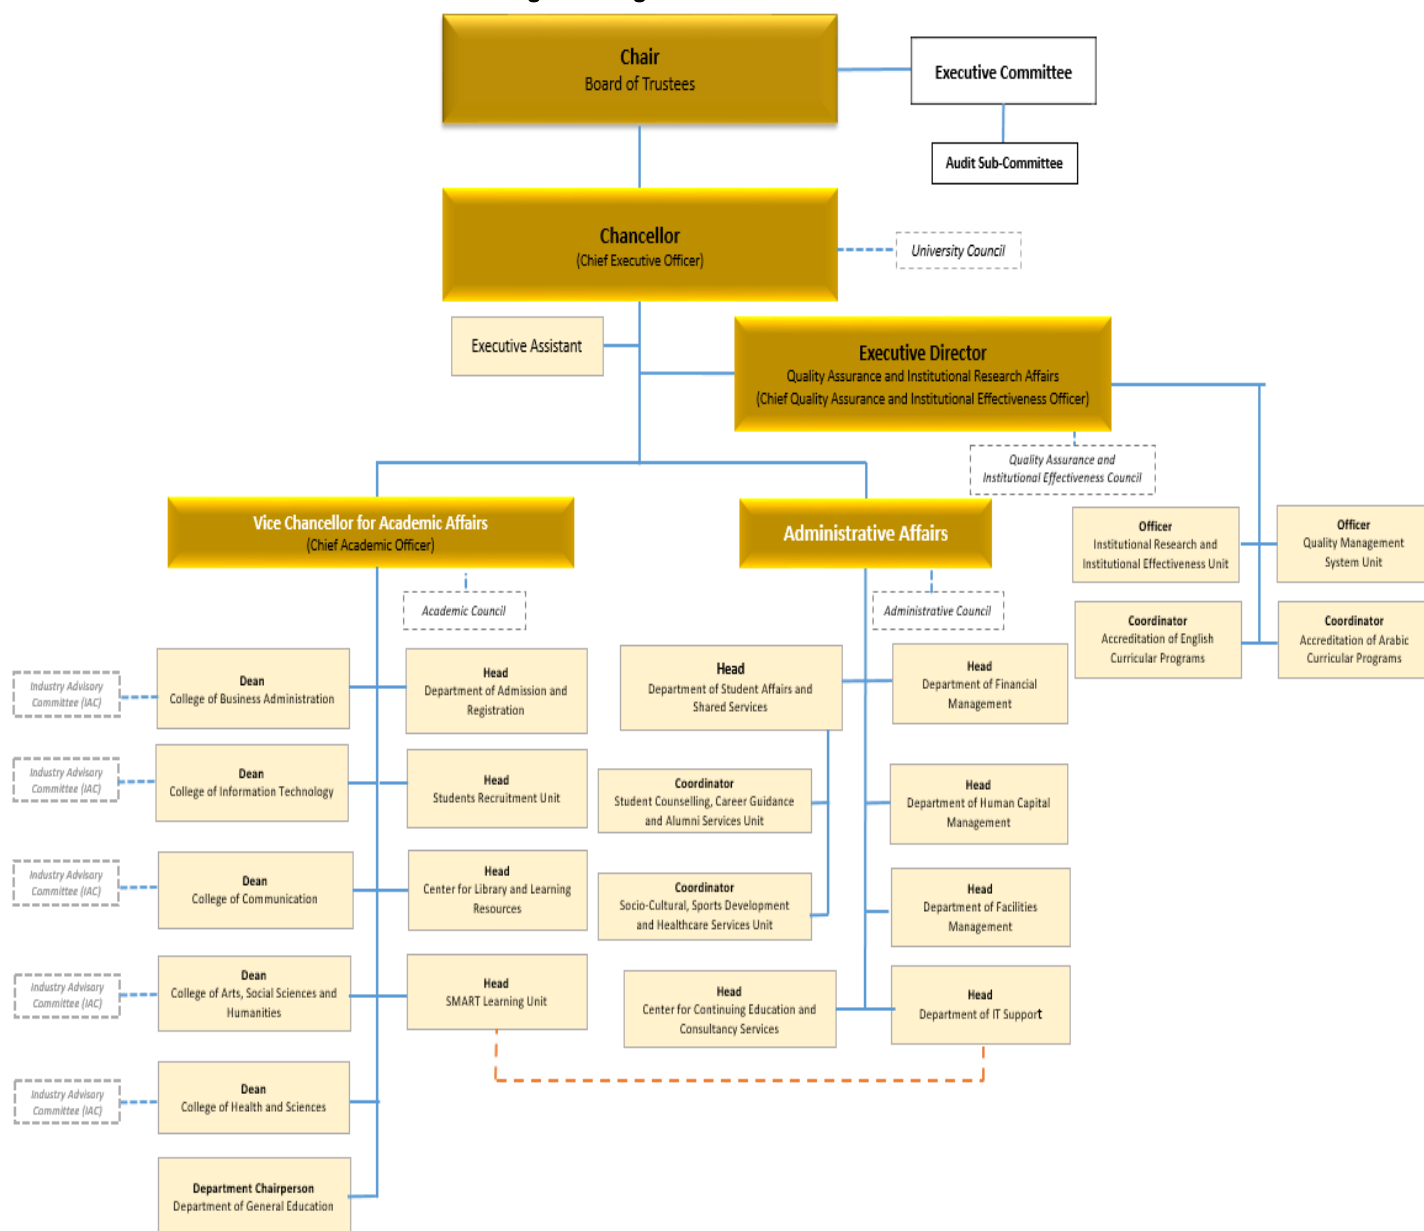 Chair
Board of Trustees
Executive Committee
Audit Sub-Committee
Chancellor
(Chief Executive Officer)
University Council
Executive Assistant
Executive Director
Quality Assurance and Institutional Research Affairs
(Chief Quality Assurance and Institutional Effectiveness Officer)
Quality Assurance and
Institutional Effectiveness Council
Vice Chancellor for Academic Affairs
(Chief Academic Officer)
Administrative Affairs
Officer
Institutional Research and
Institutional Effectiveness Unit
Officer
Quality Management
System Unit
Academic Council
Administrative Council
Coordinator
Accreditation of English
Curricular Programs
Coordinator
Accreditation of Arabic
Curricular Programs
Industry Advisory
Committee (IAC)
Dean
College of Business Administration
Head
Department of Admission and
Registration
Head
Department of Student Affairs and
Shared Services
Head
Department of Financial
Management
Industry Advisory
Committee (IAC)
Dean
College of Information Technology
Head
Students Recruitment Unit
Coordinator
Student Counselling, Career Guidance
and Alumni Services Unit
Head
Department of Human Capital
Management
Industry Advisory
Committee (IAC)
Dean
College of Communication
Head
Center for Library and Learning
Resources
Coordinator
Socio-Cultural, Sports Development
and Healthcare Services Unit
Head
Department of Facilities
Management
Industry Advisory
Committee (IAC)
Dean
College of Arts, Social Sciences and
Humanities
Head
SMART Learning Unit
Head
Center for Continuing Education and
Consultancy Services
Head
Department of IT Support
Industry Advisory
Committee (IAC)
Dean
College of Health and Sciences
Department Chairperson
Department of General Education